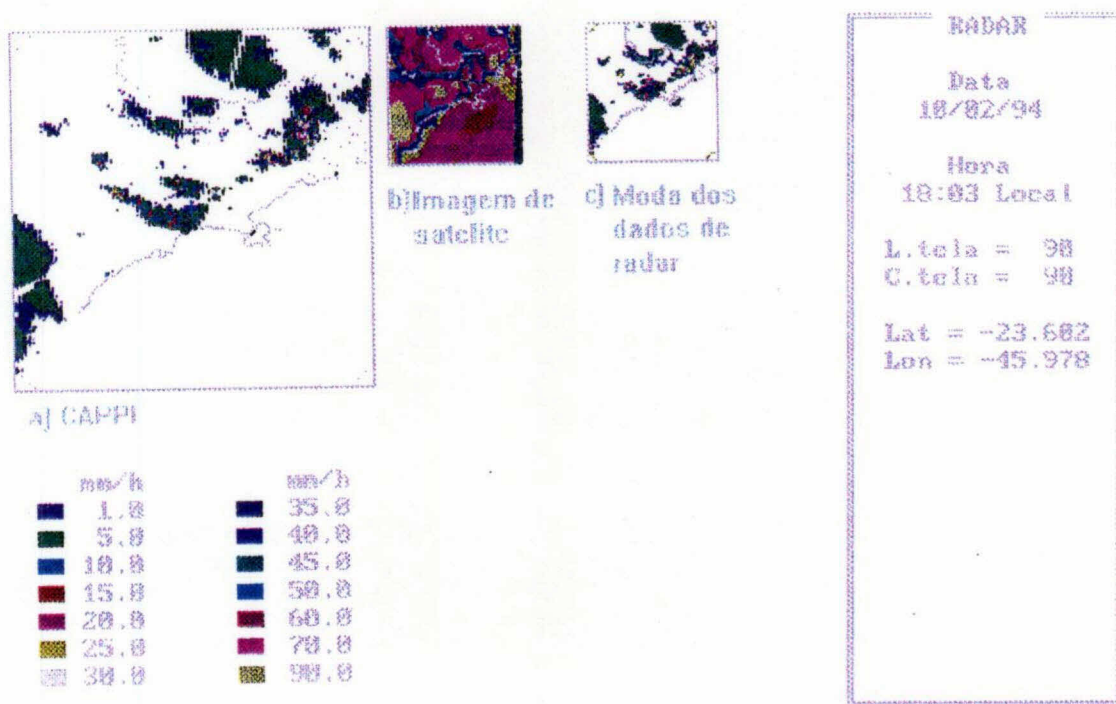 b)Imagem de
satelite
c) Moda dos
dados de
radar
a) CAPPI
mm/h
1.0
5.0
10.0
15.0
20.0
25.0
30.0
mm/h
35.0
40.0
45.0
50.0
60.0
70.0
90.0
RADAR
Data
10/02/94
Hora
18:03 Local
L.tela = 90
C.tela = 90
Lat = -23.602
Lon = -45.978